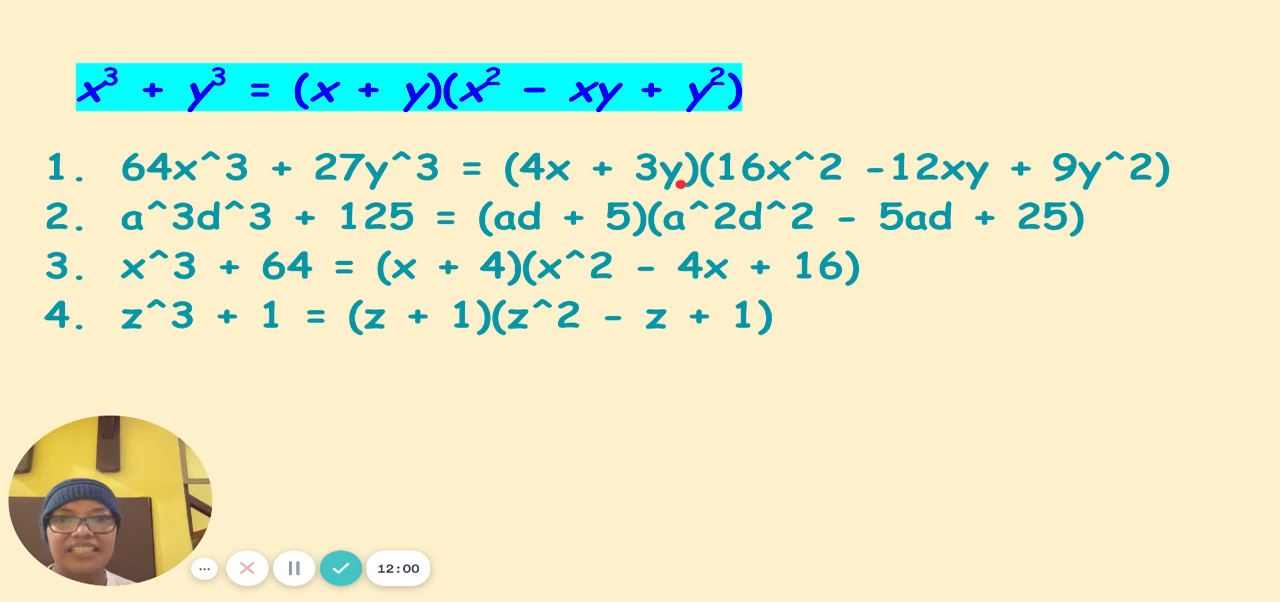 x³ + y³ = (x + y)(x² − xy + y²)
1. 64x^3 + 27y^3 = (4x + 3y)(16x^2 -12xy + 9y^2)
2. a^3d^3 + 125 = (ad + 5)(a^2d^2 - 5ad + 25)
3. x^3 + 64 = (x + 4)(x^2 - 4x + 16)
4. z^3 + 1 = (z + 1)(z^2 - z + 1)
12:00